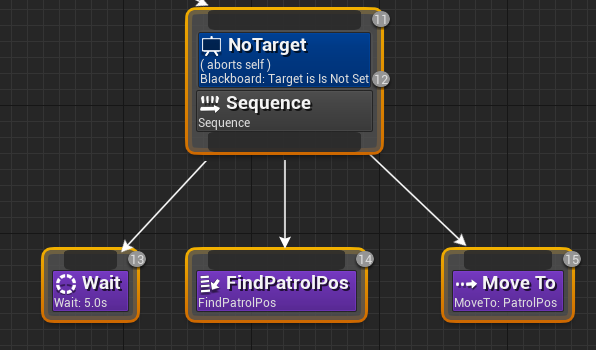 11
NoTarget
( aborts self )
Blackboard: Target is Is Not Set
12
Sequence
Sequence
13
Wait
Wait: 5.0s
14
FindPatrolPos
FindPatrolPos
15
Move To
MoveTo: PatrolPos